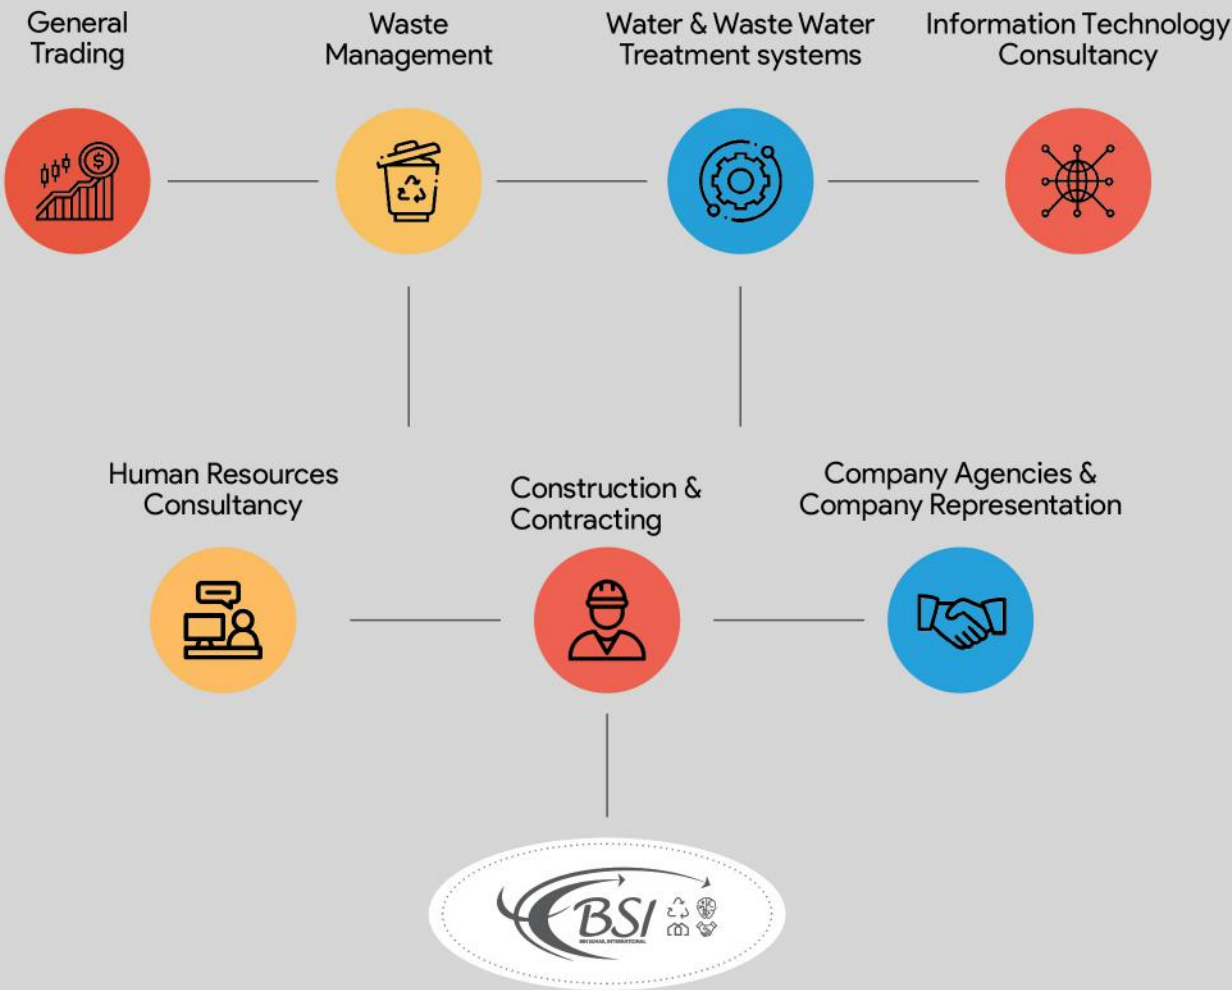 General
Trading
Waste
Management
Water & Waste Water
Treatment systems
Information Technology
Consultancy
Human Resources
Consultancy
Construction &
Contracting
Company Agencies &
Company Representation
BSI